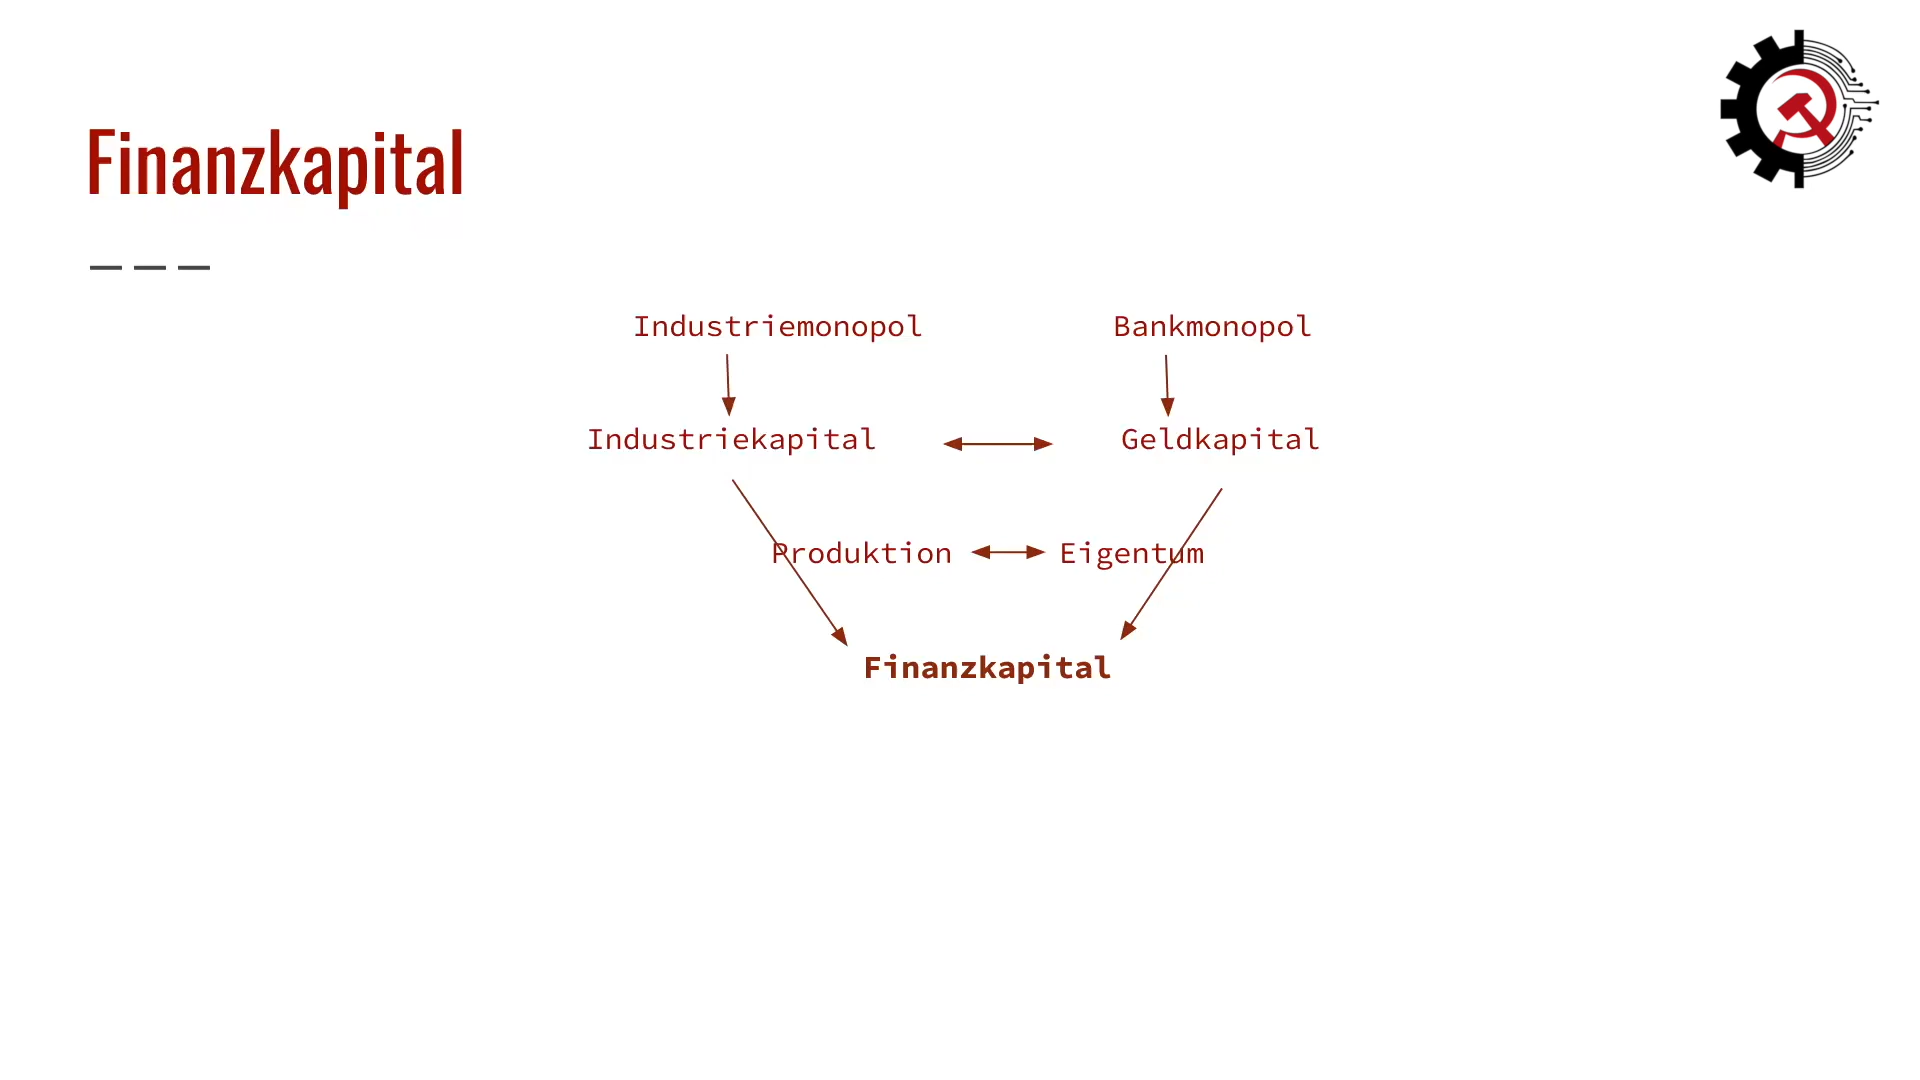 Finanzkapital
Industriemonopol Bankmonopol
Industriekapital Geldkapital
Produktion Eigentum
Finanzkapital